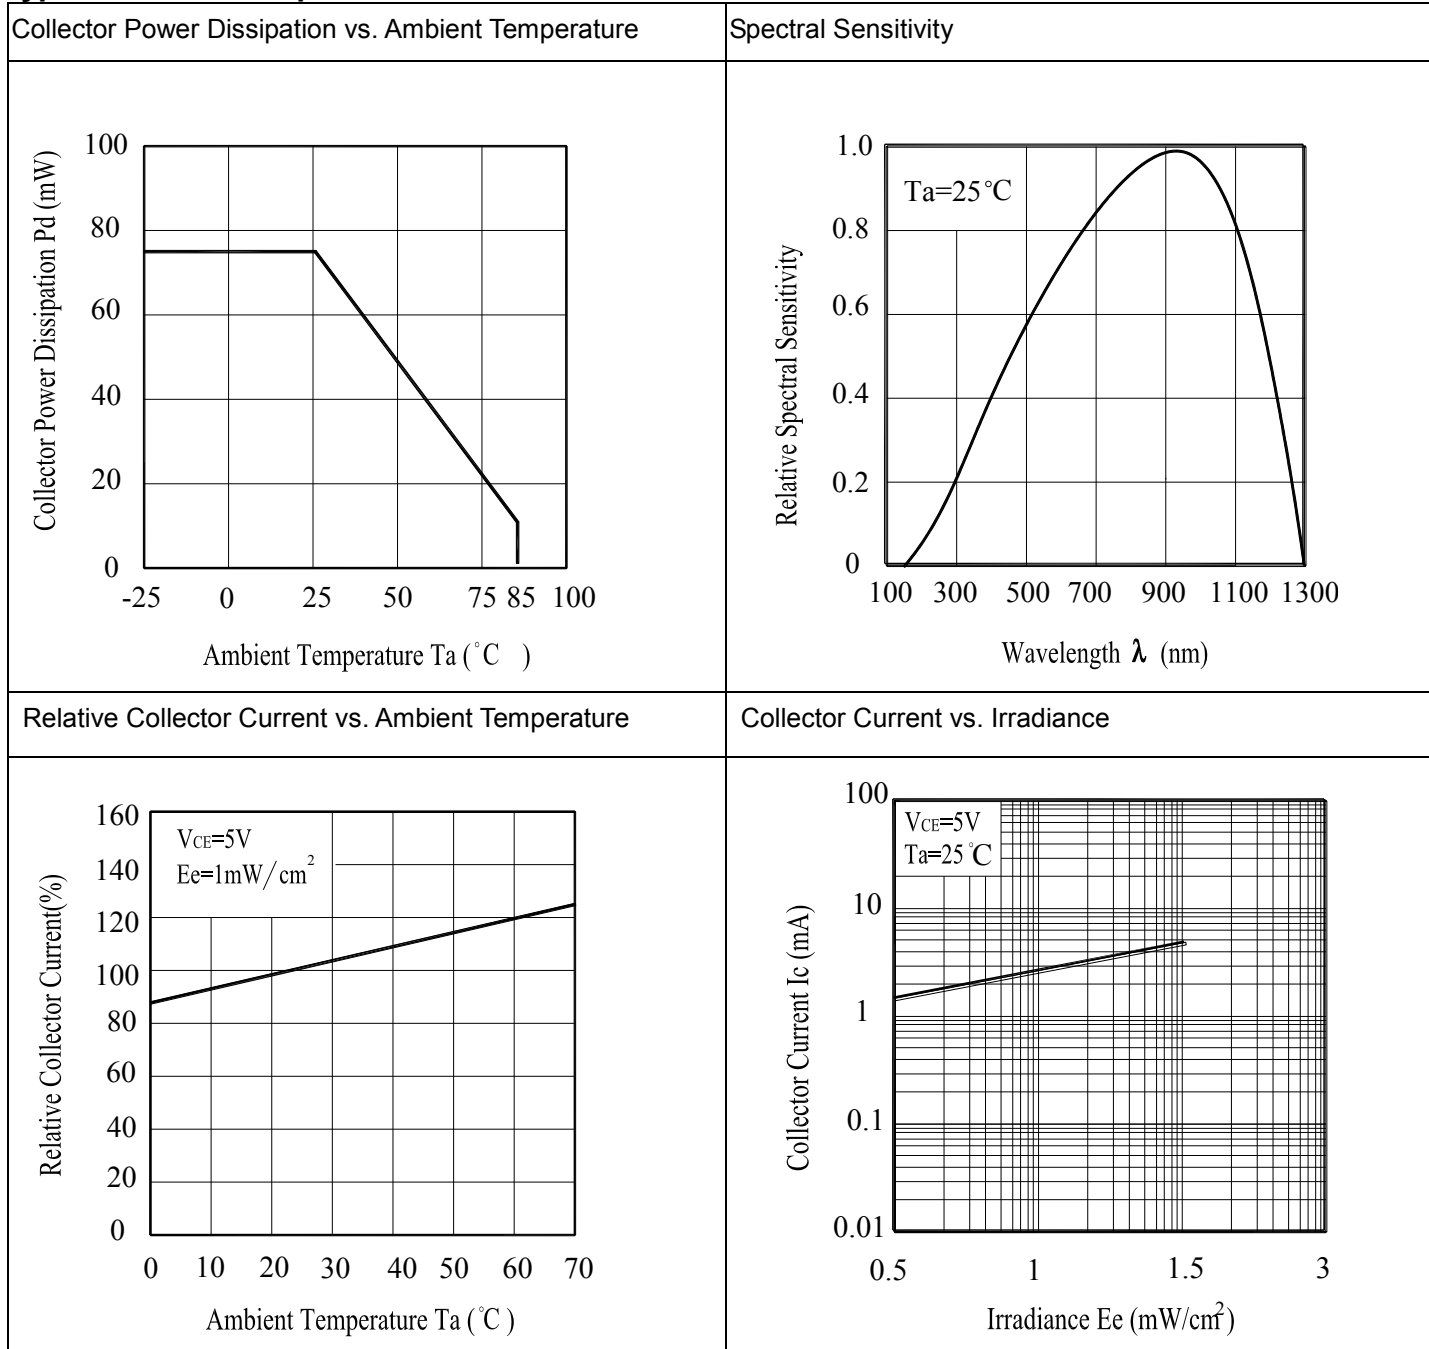 Collector Power Dissipation vs. Ambient Temperature
Spectral Sensitivity
Collector Power Dissipation Pd (mW)
100
80
60
40
20
0
-25 0 25 50 75 85 100
Ambient Temperature Ta (°C )
Relative Spectral Sensitivity
1.0
0.8
0.6
0.4
0.2
0
Ta=25°C
100 300 500 700 900 1100 1300
Wavelength λ (nm)
Relative Collector Current vs. Ambient Temperature
Collector Current vs. Irradiance
Relative Collector Current(%)
160
140
120
100
80
60
40
20
0
VCE=5V
Ee=1mW/cm²
0 10 20 30 40 50 60 70
Ambient Temperature Ta (°C )
Collector Current Ic (mA)
100
10
1
0.1
0.01
VCE=5V
Ta=25°C
0.5 1 1.5 3
Irradiance Ee (mW/cm²)